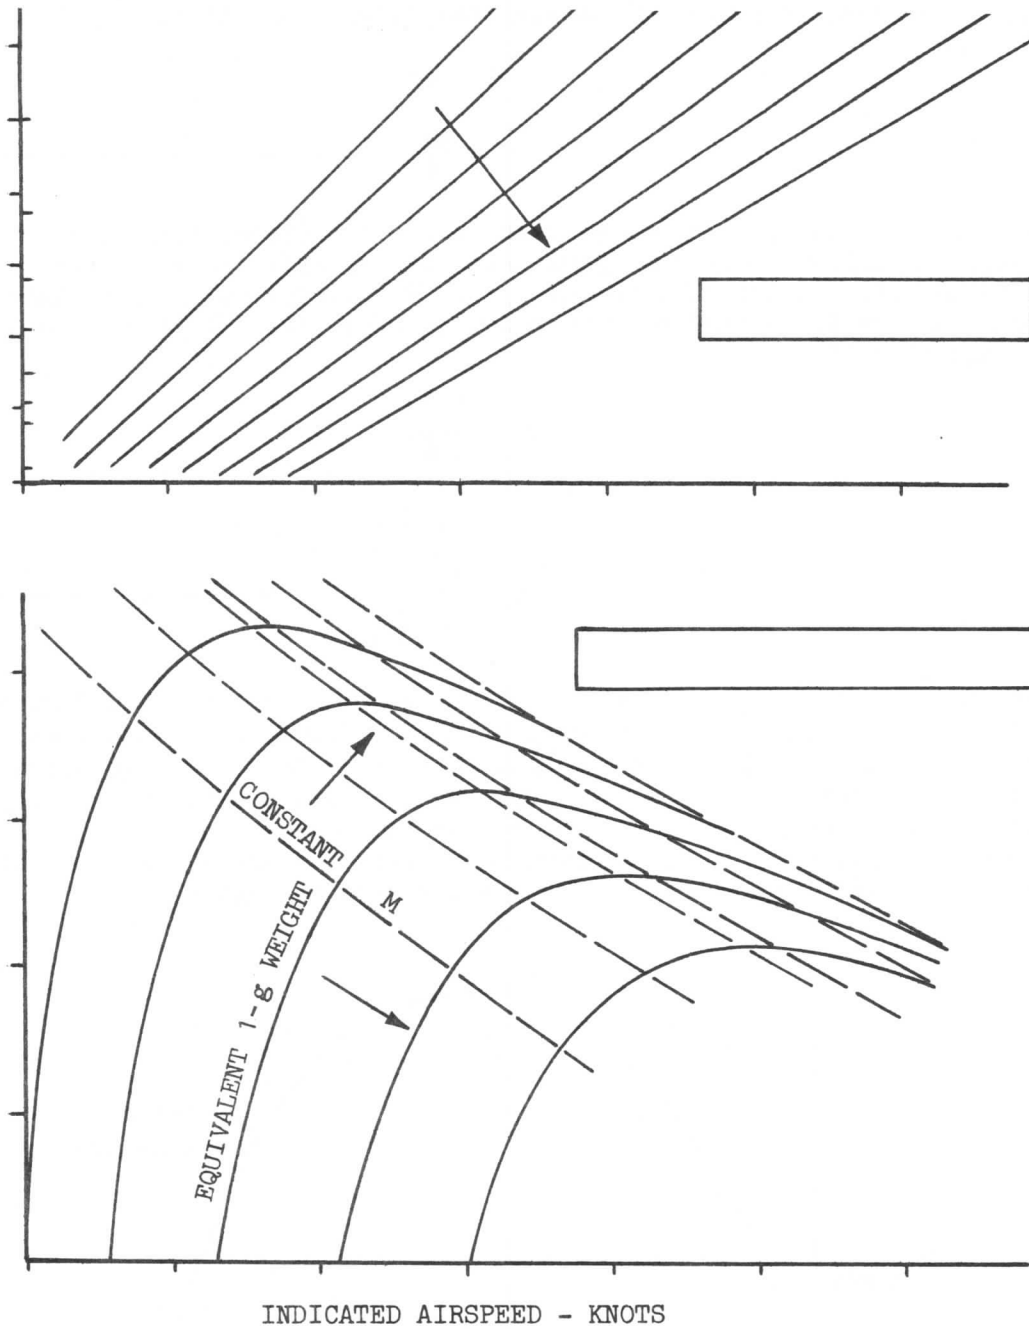 CONSTANT
M
EQUIVALENT 1-g WEIGHT
INDICATED AIRSPEED - KNOTS